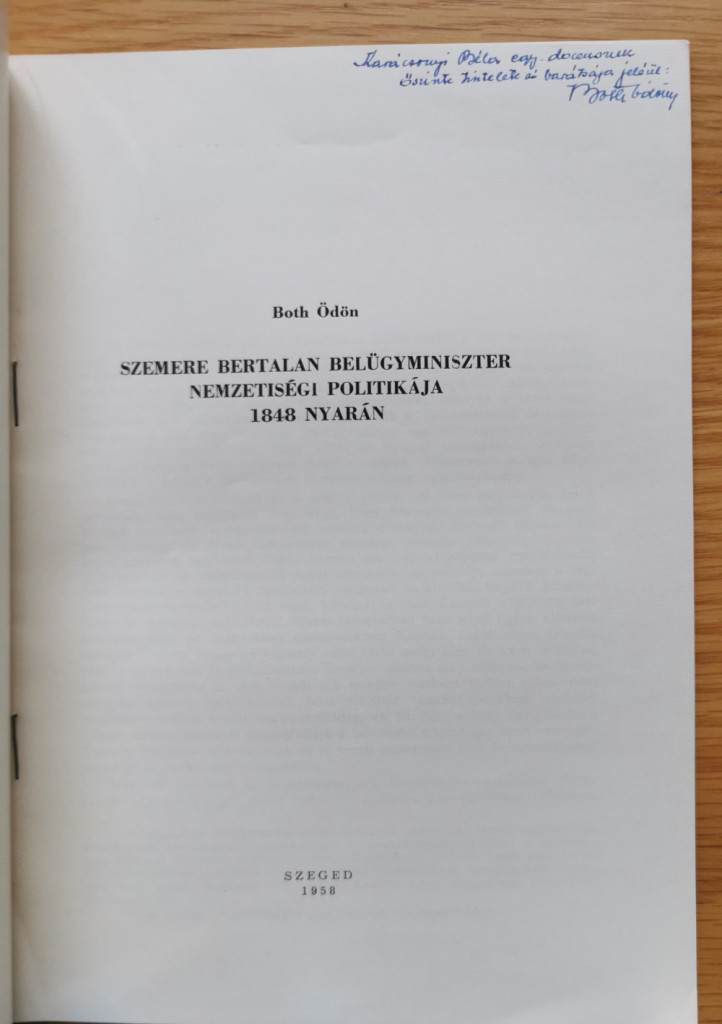 Karácsonyi Béla egy. docensnek
őszinte tisztelete és barátsága jeléül:
Both Ödön
Both Ödön
SZEMERE BERTALAN BELÜGYMINISZTER
NEMZETISÉGI POLITIKÁJA
1848 NYARÁN
SZEGED
1958